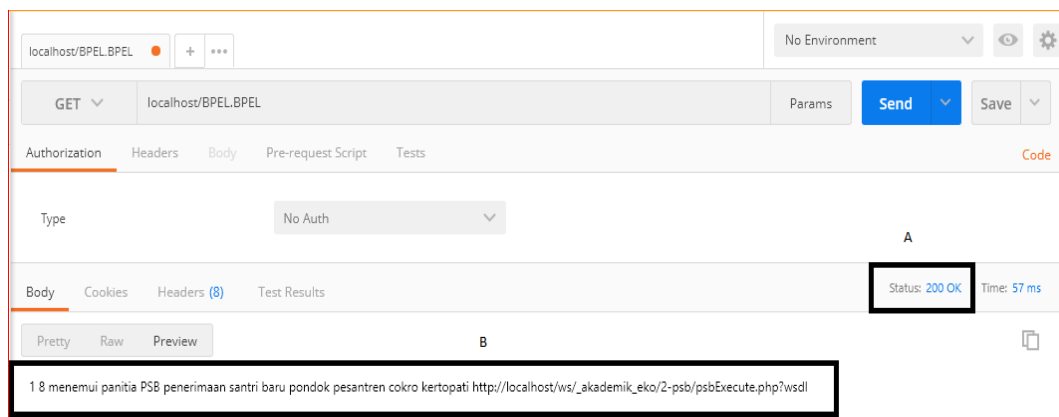 localhost/BPEL.BPEL
No Environment
GET localhost/BPEL.BPEL Params Send Save
Authorization Headers Body Pre-request Script Tests Code
Type No Auth
A
Body Cookies Headers (8) Test Results Status: 200 OK Time: 57 ms
Pretty Raw Preview B
1 8 menemui panitia PSB penerimaan santri baru pondok pesantren cokro kertopati http://localhost/ws/_akademik_eko/2-psb/psbExecute.php?wsdl